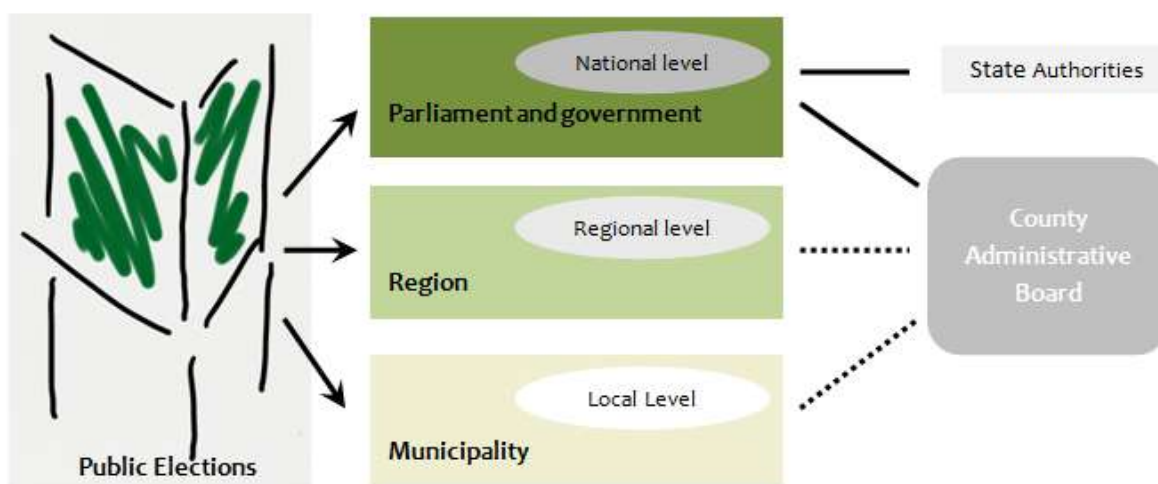 Public Elections
National level
Parliament and government
Regional level
Region
Local Level
Municipality
State Authorities
County
Administrative
Board